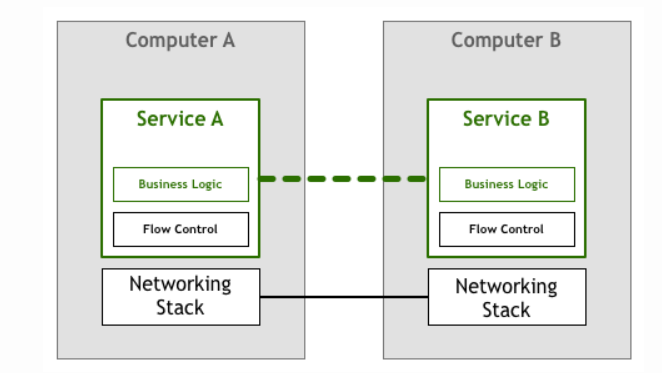 Computer A
Service A
Business Logic
Flow Control
Networking
Stack
Computer B
Service B
Business Logic
Flow Control
Networking
Stack